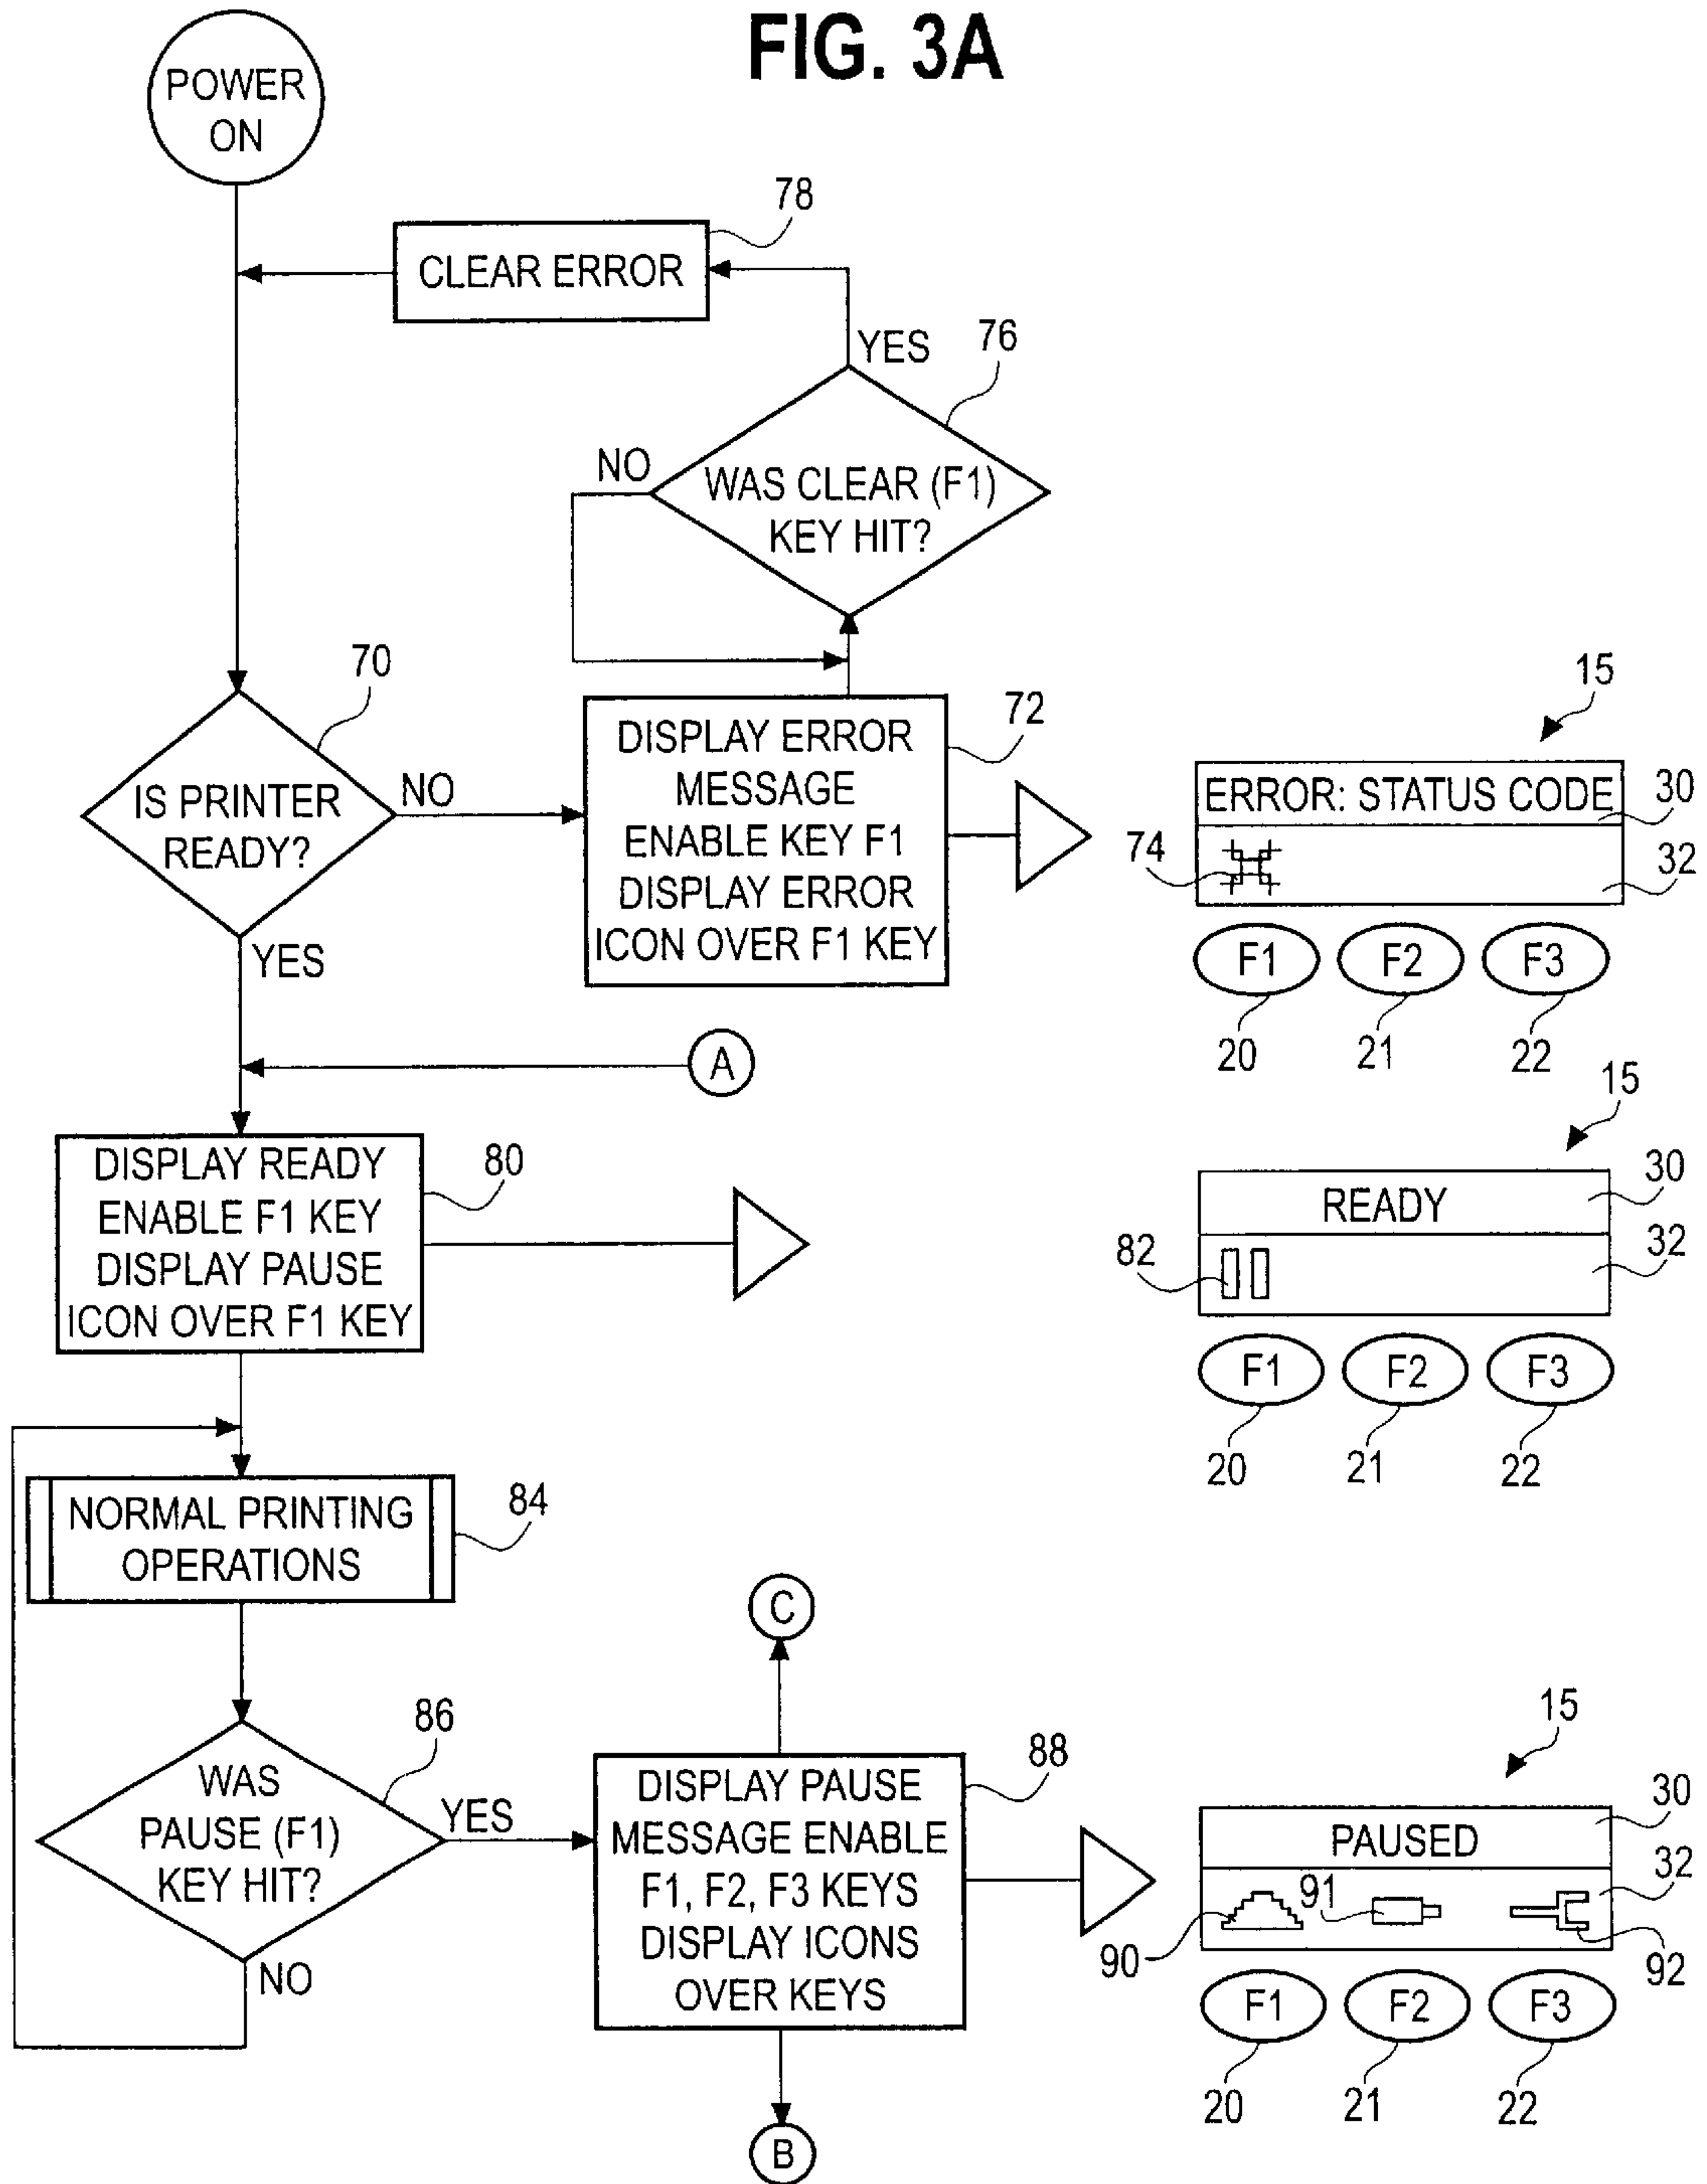 FIG. 3A
POWER
ON
78
CLEAR ERROR
YES
76
NO
WAS CLEAR (F1)
KEY HIT?
70
IS PRINTER
READY?
NO
YES
72
DISPLAY ERROR
MESSAGE
ENABLE KEY F1
DISPLAY ERROR
ICON OVER F1 KEY
15
ERROR: STATUS CODE
30
74
32
F1
F2
F3
20
21
22
A
DISPLAY READY
ENABLE F1 KEY
DISPLAY PAUSE
ICON OVER F1 KEY
80
15
READY
30
82
32
F1
F2
F3
20
21
22
NORMAL PRINTING
OPERATIONS
84
C
86
WAS
PAUSE (F1)
KEY HIT?
YES
NO
88
DISPLAY PAUSE
MESSAGE ENABLE
F1, F2, F3 KEYS
DISPLAY ICONS
OVER KEYS
15
PAUSED
30
32
91
90
92
F1
F2
F3
20
21
22
B